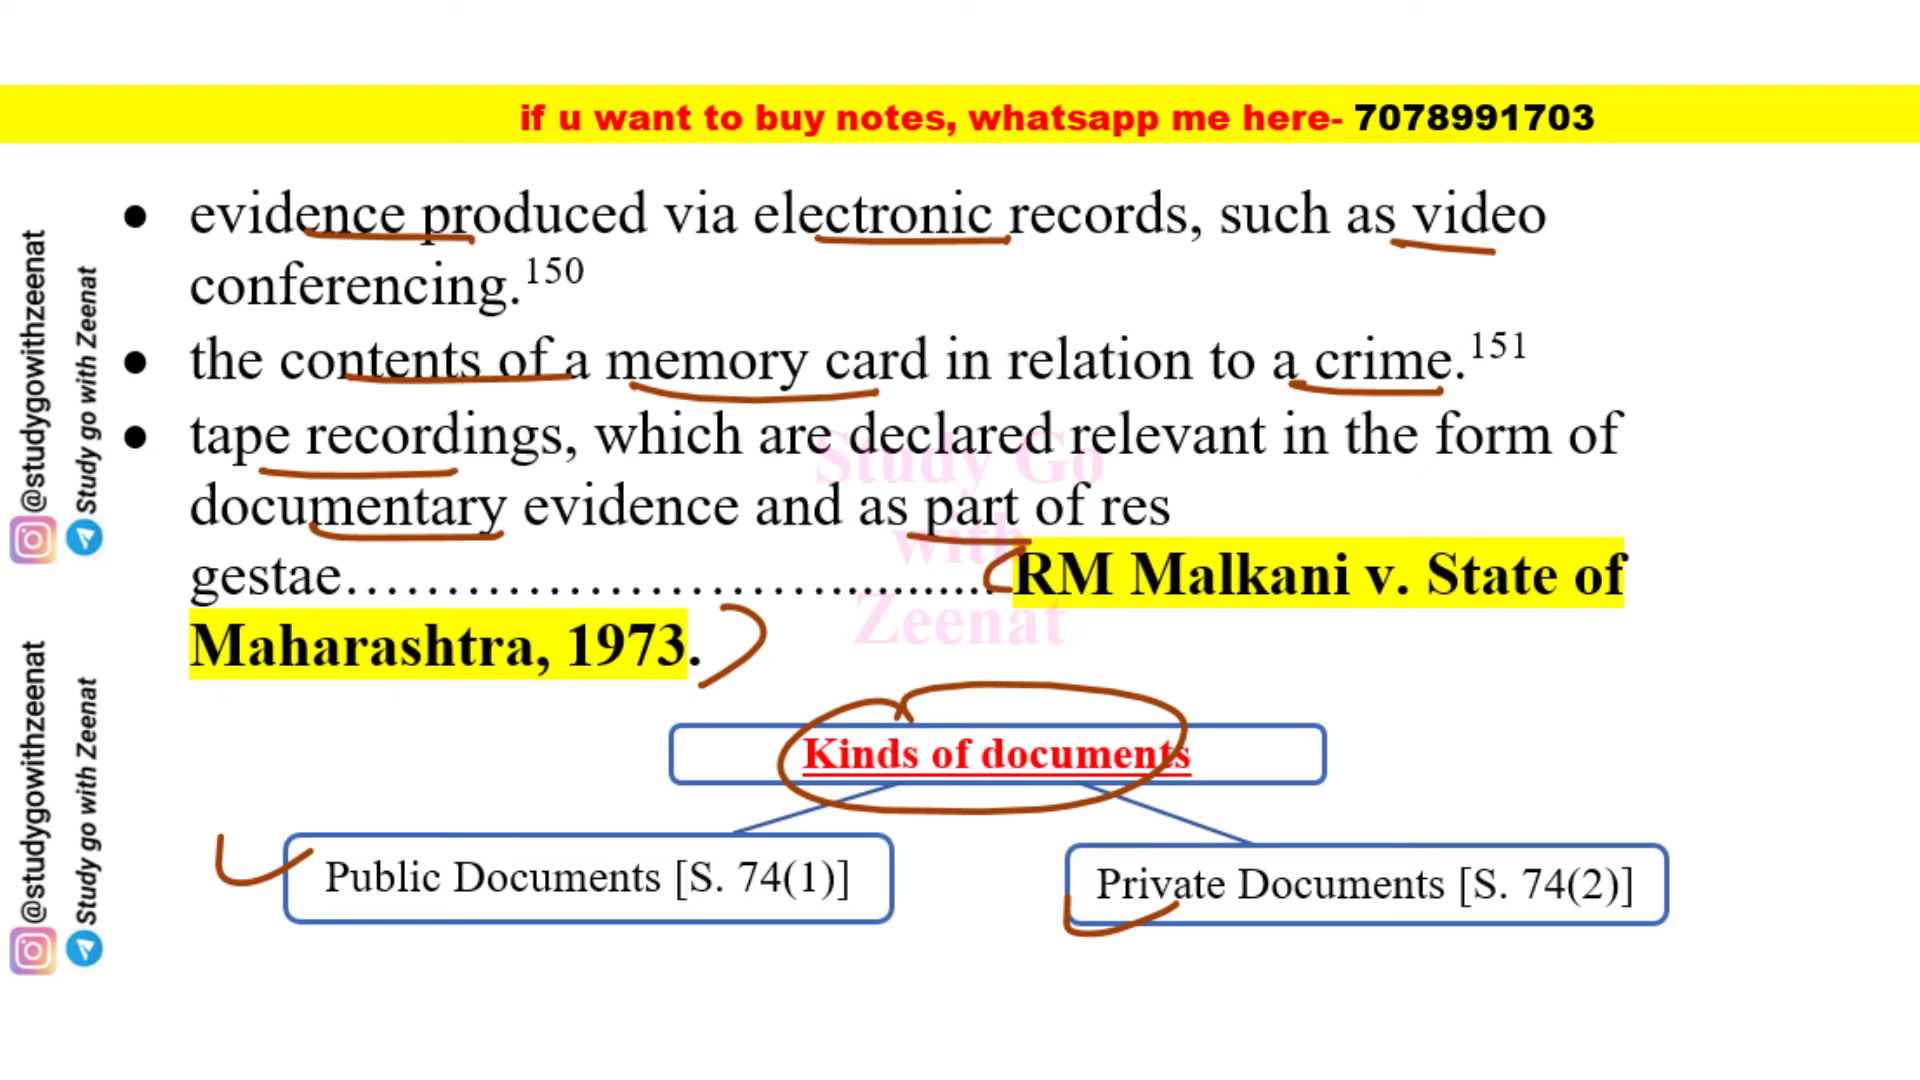 if u want to buy notes, whatsapp me here- 7078991703
• evidence produced via electronic records, such as video
conferencing.150
• the contents of a memory card in relation to a crime.151
• tape recordings, which are declared relevant in the form of
documentary evidence and as part of res
gestae………………………........... RM Malkani v. State of
Maharashtra, 1973.
Kinds of documents
Public Documents [S. 74(1)]
Private Documents [S. 74(2)]
@studygowithzeenat
Study go with Zeenat
@studygowithzeenat
Study go with Zeenat
Study Go
with
Zeenat